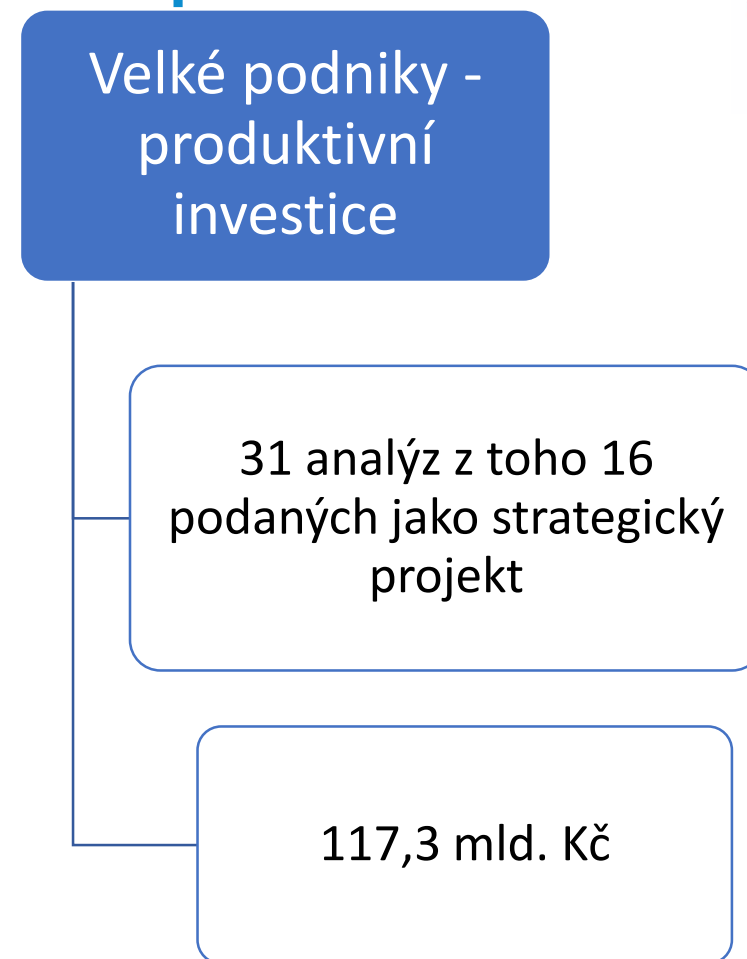 Velké podniky -
produktivní
investice
31 analýz z toho 16
podaných jako strategický
projekt
117,3 mld. Kč